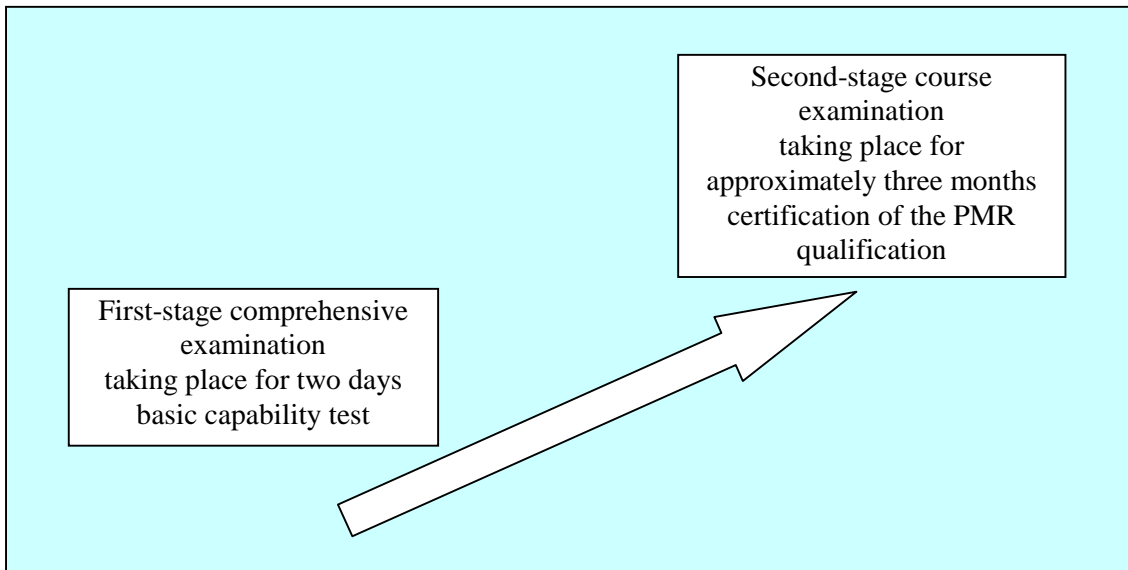 Second-stage course
examination
taking place for
approximately three months
certification of the PMR
qualification
First-stage comprehensive
examination
taking place for two days
basic capability test